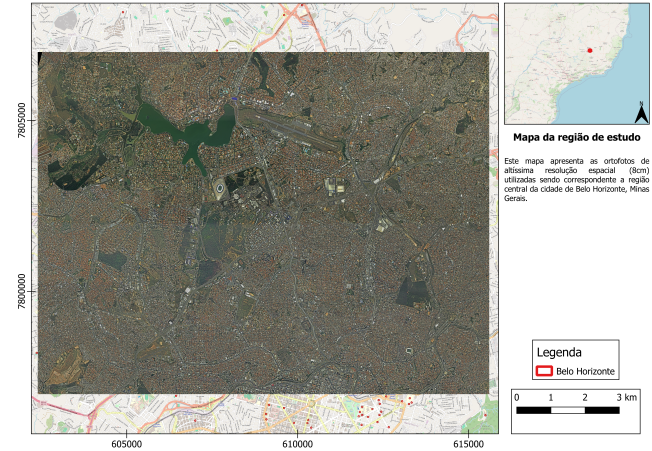 N
Mapa da região de estudo
Este mapa apresenta as ortofotos de
altíssima resolução espacial (8cm)
utilizadas sendo correspondente a região
central da cidade de Belo Horizonte, Minas
Gerais.
7805000
7800000
Legenda
Belo Horizonte
0 1 2 3 km
605000 610000 615000